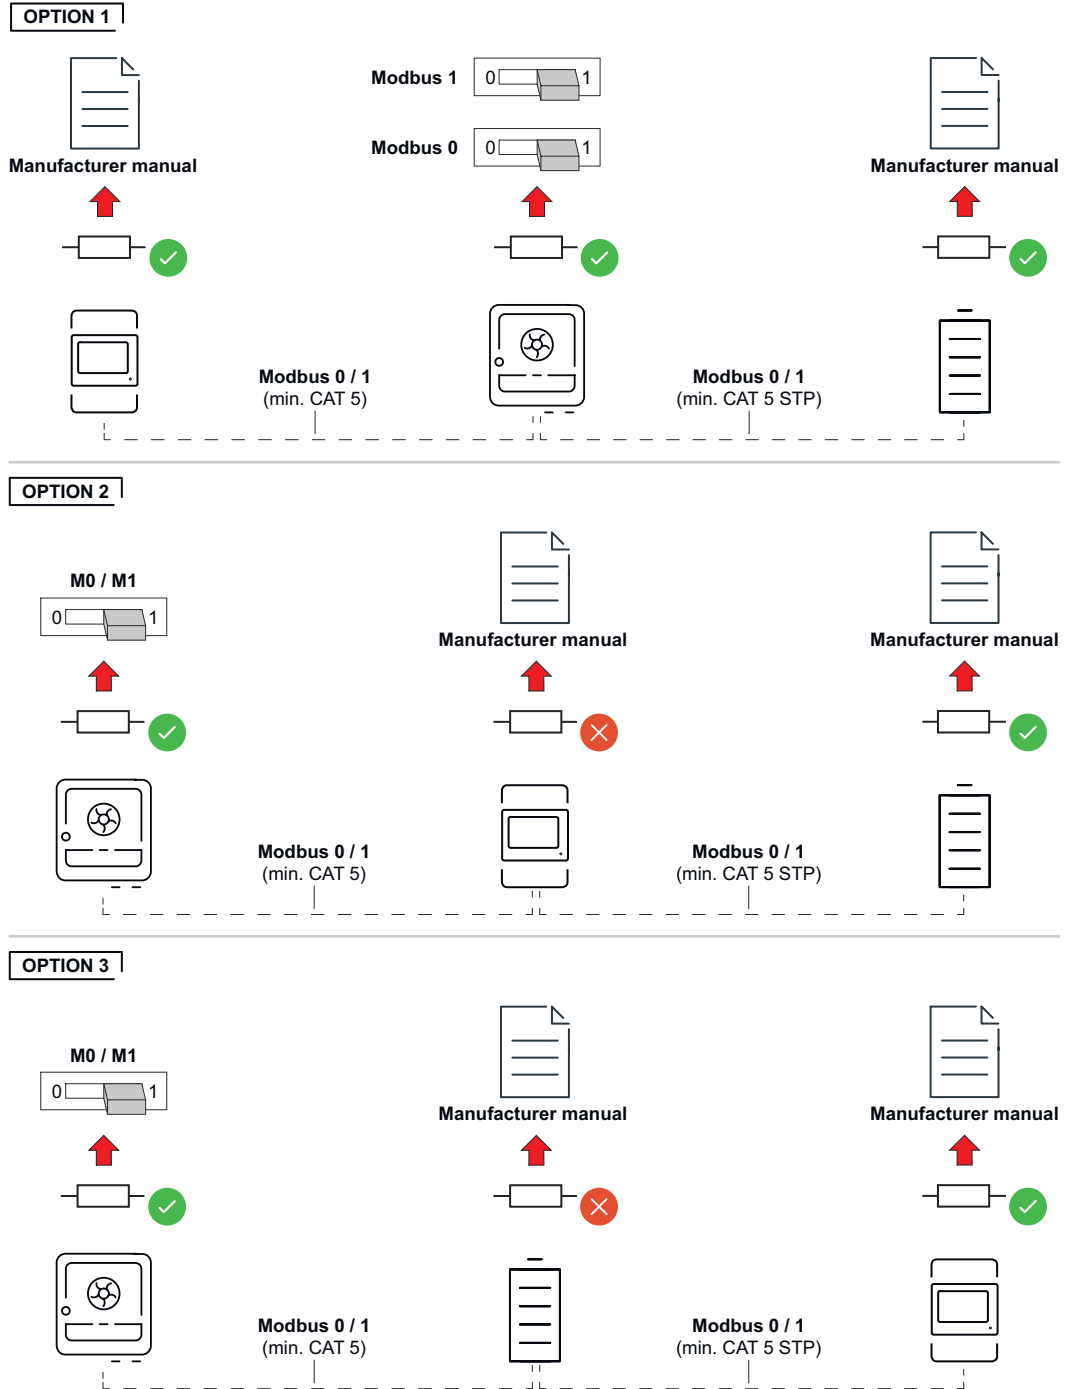 OPTION 1
Modbus 1
0 1
Modbus 0
0 1
Manufacturer manual
Manufacturer manual
Modbus 0 / 1
(min. CAT 5)
Modbus 0 / 1
(min. CAT 5 STP)
OPTION 2
M0 / M1
0 1
Manufacturer manual
Manufacturer manual
Modbus 0 / 1
(min. CAT 5)
Modbus 0 / 1
(min. CAT 5 STP)
OPTION 3
M0 / M1
0 1
Manufacturer manual
Manufacturer manual
Modbus 0 / 1
(min. CAT 5)
Modbus 0 / 1
(min. CAT 5 STP)